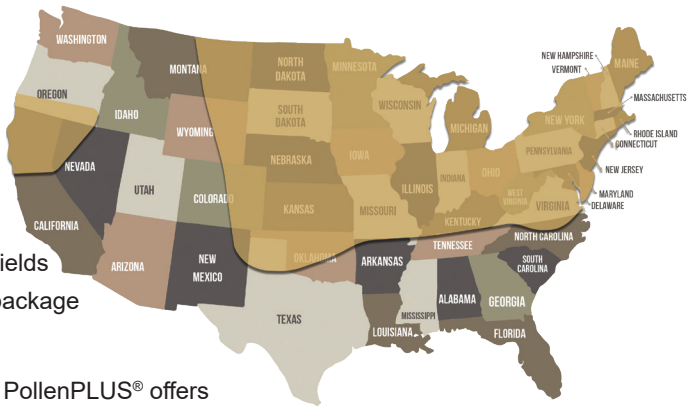 WASHINGTON
MONTANA
NORTH DAKOTA
MINNESOTA
MAINE
NEW HAMPSHIRE
VERMONT
OREGON
IDAHO
WYOMING
SOUTH DAKOTA
WISCONSIN
MICHIGAN
NEW YORK
MASSACHUSETTS
RHODE ISLAND
CONNECTICUT
NEVADA
UTAH
COLORADO
NEBRASKA
IOWA
ILLINOIS
INDIANA
OHIO
PENNSYLVANIA
NEW JERSEY
MARYLAND
DELAWARE
CALIFORNIA
KANSAS
MISSOURI
KENTUCKY
WEST VIRGINIA
VIRGINIA
ARIZONA
NEW MEXICO
OKLAHOMA
ARKANSAS
TENNESSEE
NORTH CAROLINA
SOUTH CAROLINA
TEXAS
LOUISIANA
MISSISSIPPI
ALABAMA
GEORGIA
FLORIDA
ields
package
PollenPLUS® offers